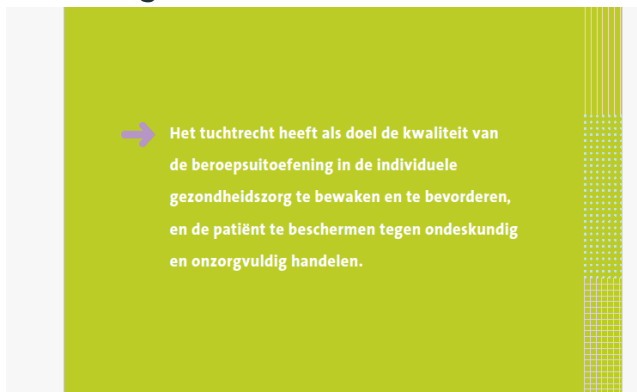 Het tuchtrecht heeft als doel de kwaliteit van
de beroepsuitoefening in de individuele
gezondheidszorg te bewaken en te bevorderen,
en de patiënt te beschermen tegen ondeskundig
en onzorgvuldig handelen.